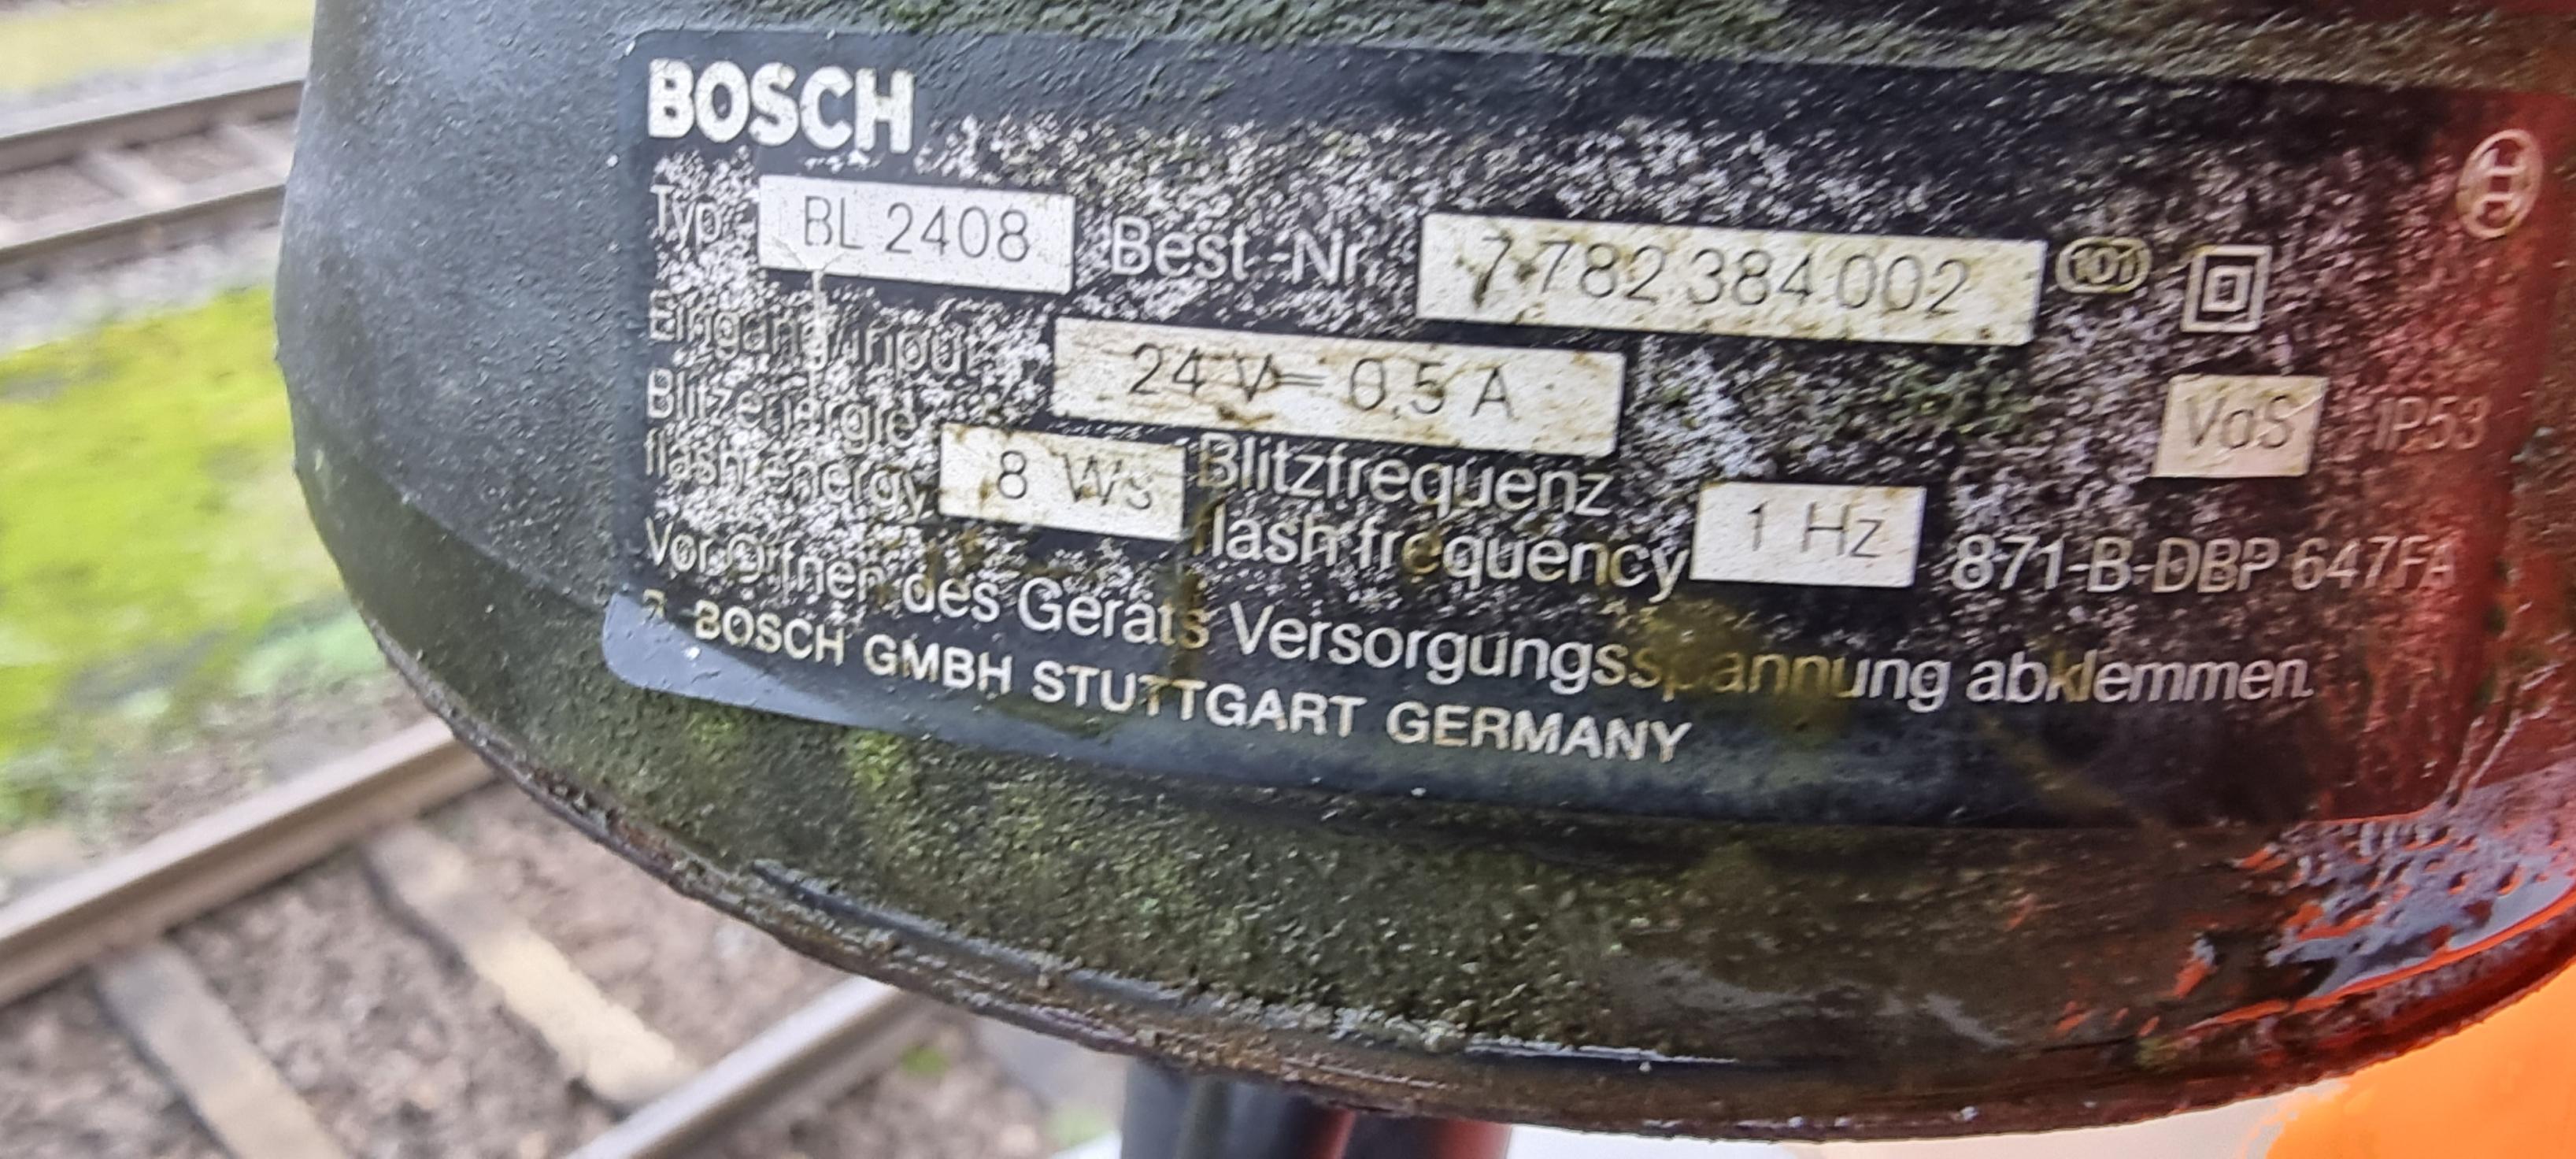 BOSCH
Typ BL 2408 Best.-Nr. 7 782 384 002
Eingang/input 24 V= 0,5 A
Blitzenergie
flash energy 8 Ws
Blitzfrequenz
flash frequency 1 Hz
VdS IP53
871-B-DBP 647FA
Vor Öffnen des Geräts Versorgungsspannung abklemmen.
BOSCH GMBH STUTTGART GERMANY